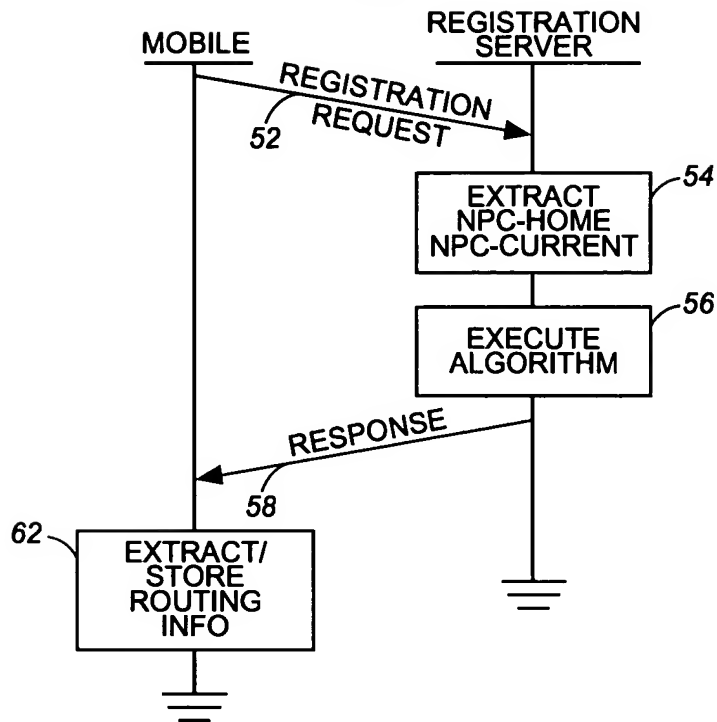 MOBILE
REGISTRATION
SERVER
REGISTRATION
REQUEST
52
54
EXTRACT
NPC-HOME
NPC-CURRENT
56
EXECUTE
ALGORITHM
RESPONSE
58
62
EXTRACT/
STORE
ROUTING
INFO